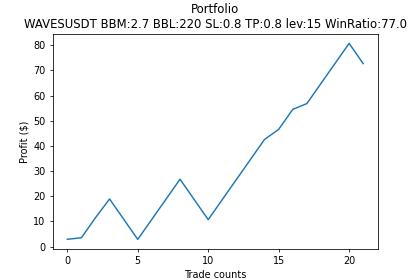 Portfolio
WAVESUSDT BBM:2.7 BBL:220 SL:0.8 TP:0.8 lev:15 WinRatio:77.0
80
70
60
50
40
30
20
10
0
Profit ($)
0 5 10 15 20
Trade counts